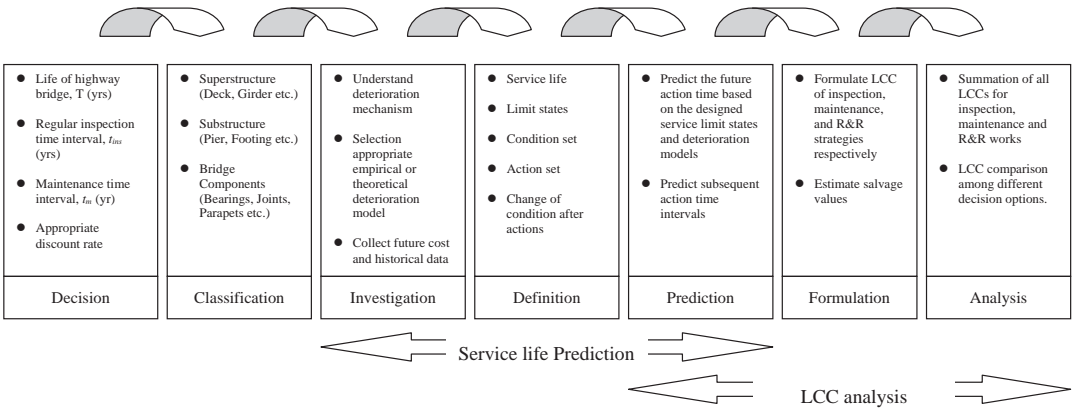 ● Life of highway
bridge, T (yrs)
● Regular inspection
time interval, tins
(yrs)
● Maintenance time
interval, tm (yr)
● Appropriate
discount rate
Decision
● Superstructure
(Deck, Girder etc.)
● Substructure
(Pier, Footing etc.)
● Bridge
Components
(Bearings, Joints,
Parapets etc.)
Classification
● Understand
deterioration
mechanism
● Selection
appropriate
empirical or
theoretical
deterioration
model
● Collect future cost
and historical data
Investigation
● Service life
● Limit states
● Condition set
● Action set
● Change of
condition after
actions
Definition
● Predict the future
action time based
on the designed
service limit states
and deterioration
models
● Predict subsequent
action time
intervals
Prediction
● Formulate LCC
of inspection,
maintenance,
and R&R
strategies
respectively
● Estimate salvage
values
Formulation
● Summation of all
LCCs for
inspection,
maintenance and
R&R works
● LCC comparison
among different
decision options.
Analysis
Service life Prediction
LCC analysis